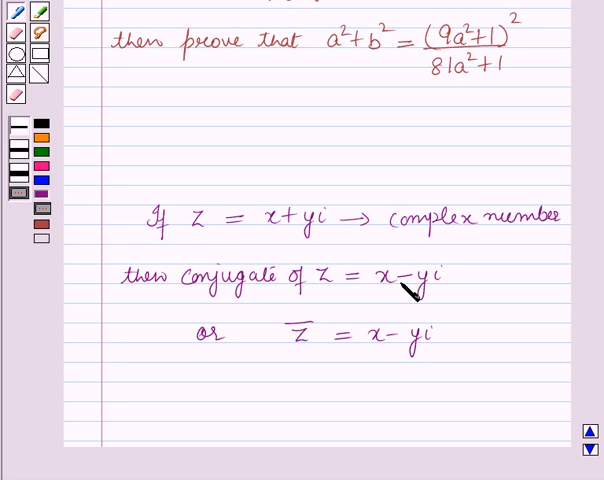 then prove that a² + b² = (9a²+1)² / 81a²+1
If z = x+yi → complex number
then conjugate of z = x-yi
or z̅ = x- yi